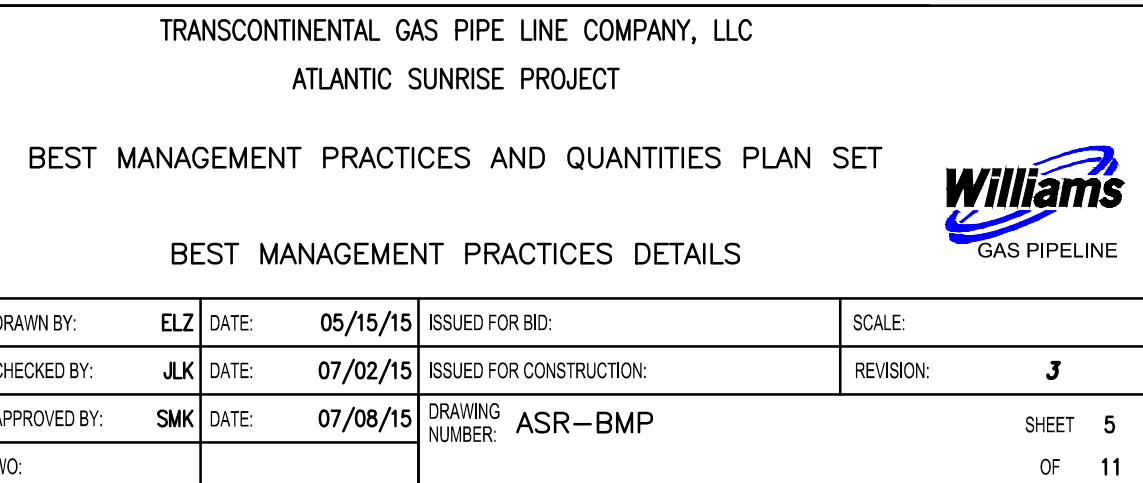 TRANSCONTINENTAL GAS PIPE LINE COMPANY, LLC
ATLANTIC SUNRISE PROJECT
BEST MANAGEMENT PRACTICES AND QUANTITIES PLAN SET
Williams
GAS PIPELINE
BEST MANAGEMENT PRACTICES DETAILS
DRAWN BY: ELZ DATE: 05/15/15 ISSUED FOR BID: SCALE:
CHECKED BY: JLK DATE: 07/02/15 ISSUED FOR CONSTRUCTION: REVISION: 3
APPROVED BY: SMK DATE: 07/08/15 DRAWING NUMBER: ASR-BMP SHEET 5
WO: OF 11